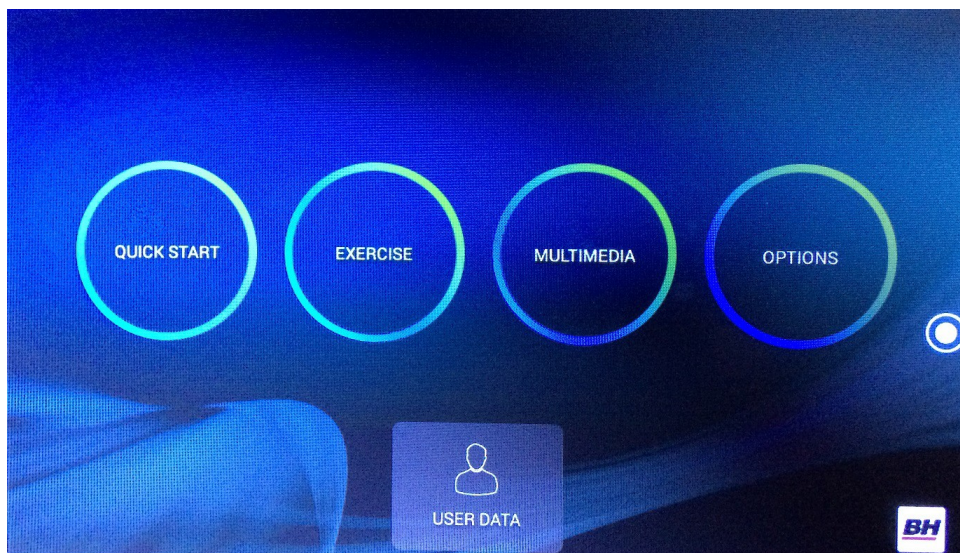 QUICK START
EXERCISE
MULTIMEDIA
OPTIONS
USER DATA
BH